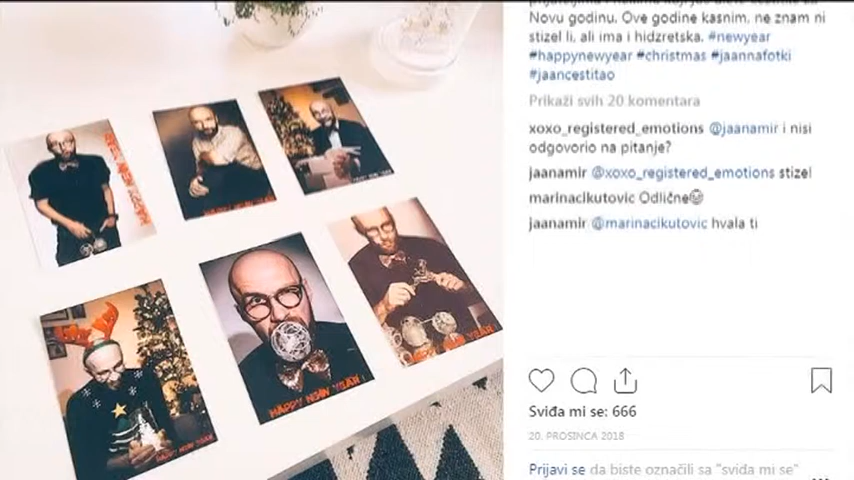 HAPPY NEW YEAR!
HAPPY NEW YEAR!
HAPPY NEW YEAR!
HAPPY NEW YEAR!
HAPPY NEW YEAR!
Novu godinu. Ove godine kasnim, ne znam ni
stizel li, ali ima i hidzretska. #newyear
#happynewyear #christmas #jaannafotki
#jaancestitao
Prikaži svih 20 komentara
xoxo_registered_emotions @jaanamir i nisi
odgovorio na pitanje?
jaanamir @xoxo_registered_emotions stizel
marinacikutovic Odlične
jaanamir @marinacikutovic hvala ti
Sviđa mi se: 666
20. PROSINCA 2018
Prijavi se da biste označili sa "sviđa mi se"